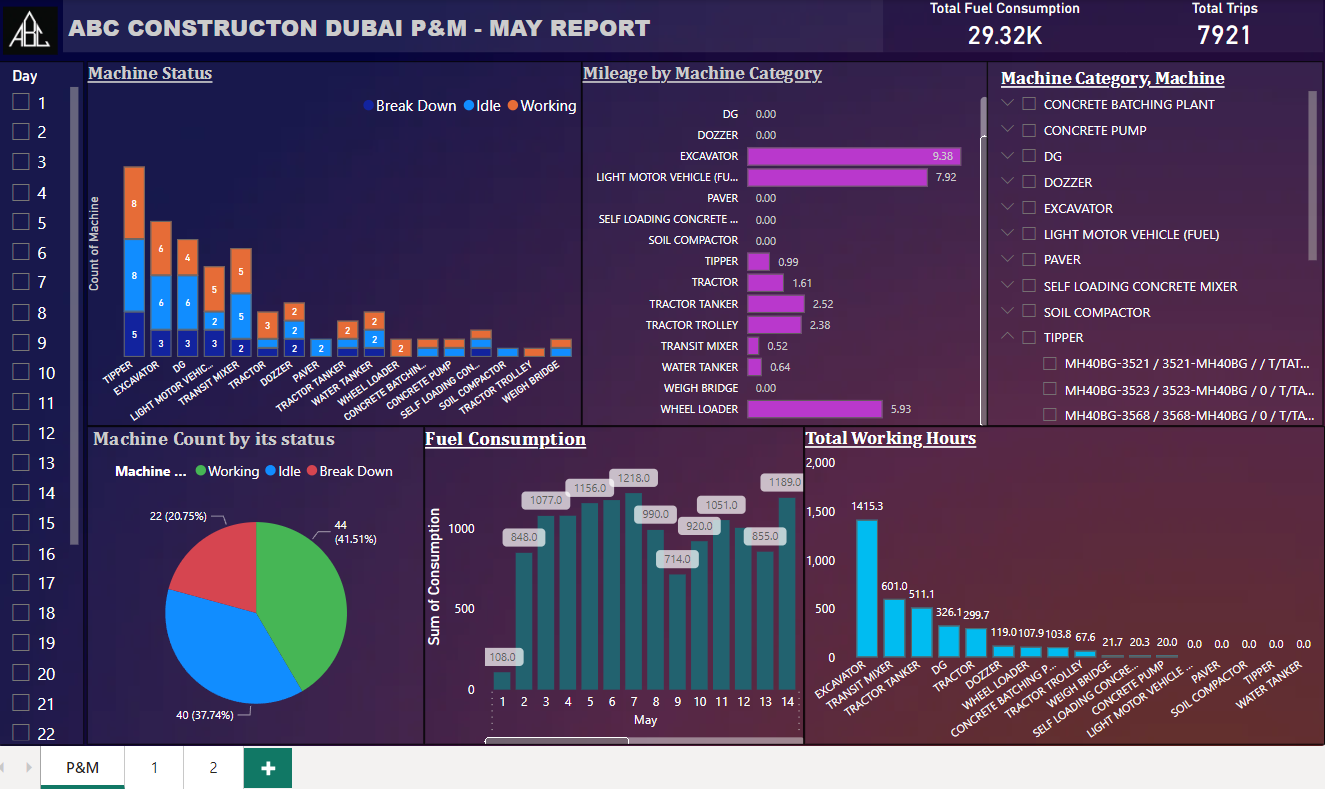 ABC
ABC CONSTRUCTON DUBAI P&M - MAY REPORT
Total Fuel Consumption
29.32K
Total Trips
7921
Day
1
2
3
4
5
6
7
8
9
10
11
12
13
14
15
16
17
18
19
20
21
22
Machine Status
Break Down Idle Working
Count of Machine
8
8
5
6
6
3
4
6
3
5
2
3
5
5
2
3
2
2
2
2
2
2
2
2
TIPPER
EXCAVATOR
DG
LIGHT MOTOR VEHIC...
TRANSIT MIXER
TRACTOR
DOZZER
PAVER
TRACTOR TANKER
WATER TANKER
WHEEL LOADER
CONCRETE BATCHIN...
CONCRETE PUMP
SELF LOADING CON...
SOIL COMPACTOR
TRACTOR TROLLEY
WEIGH BRIDGE
Mileage by Machine Category
DG 0.00
DOZZER 0.00
EXCAVATOR 9.38
LIGHT MOTOR VEHICLE (FU... 7.92
PAVER 0.00
SELF LOADING CONCRETE ... 0.00
SOIL COMPACTOR 0.00
TIPPER 0.99
TRACTOR 1.61
TRACTOR TANKER 2.52
TRACTOR TROLLEY 2.38
TRANSIT MIXER 0.52
WATER TANKER 0.64
WEIGH BRIDGE 0.00
WHEEL LOADER 5.93
Machine Category, Machine
CONCRETE BATCHING PLANT
CONCRETE PUMP
DG
DOZZER
EXCAVATOR
LIGHT MOTOR VEHICLE (FUEL)
PAVER
SELF LOADING CONCRETE MIXER
SOIL COMPACTOR
TIPPER
MH40BG-3521 / 3521-MH40BG / / T/TAT...
MH40BG-3523 / 3523-MH40BG / 0 / T/TA...
MH40BG-3568 / 3568-MH40BG / 0 / T/TA...
Machine Count by its status
Machine ... Working Idle Break Down
22 (20.75%)
44
(41.51%)
40 (37.74%)
Fuel Consumption
Sum of Consumption
1000
500
0
108.0
848.0
1077.0
1156.0
1218.0
990.0
714.0
920.0
1051.0
855.0
1189.0
1 2 3 4 5 6 7 8 9 10 11 12 13 14
May
Total Working Hours
2,000
1,500
1,000
500
0
1415.3
601.0
511.1
326.1
299.7
119.0
107.9
103.8
67.6
21.7
20.3
20.0
0.0
0.0
0.0
0.0
0.0
EXCAVATOR
TRANSIT MIXER
TRACTOR TANKER
DG
TRACTOR
DOZZER
WHEEL LOADER
CONCRETE BATCHING P...
TRACTOR TROLLEY
WEIGH BRIDGE
SELF LOADING CONCRE...
CONCRETE PUMP
LIGHT MOTOR VEHICLE ...
PAVER
SOIL COMPACTOR
TIPPER
WATER TANKER
P&M 1 2 +